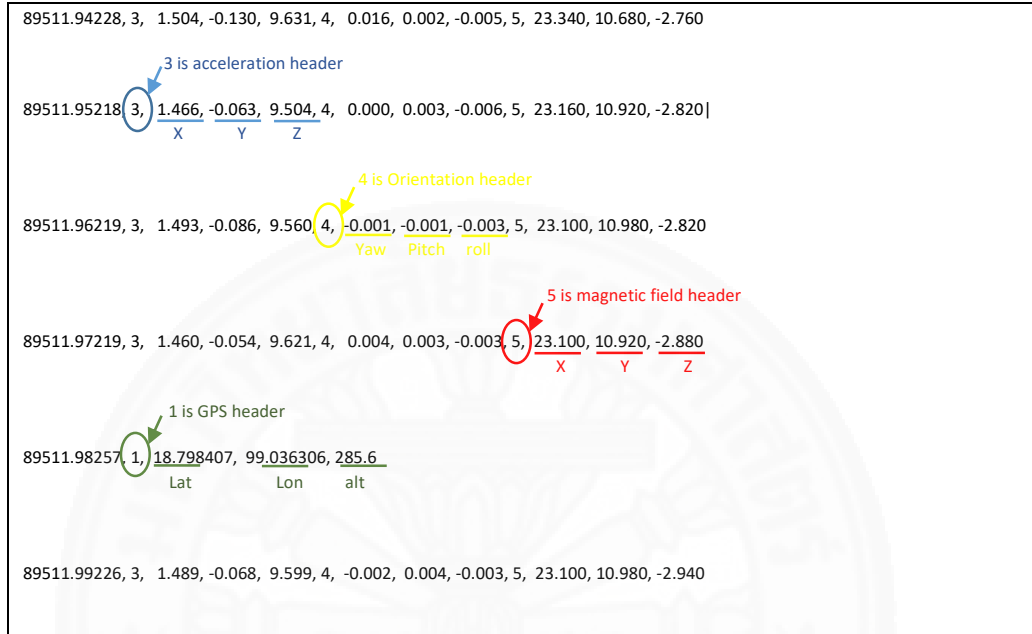 89511.94228, 3, 1.504, -0.130, 9.631, 4, 0.016, 0.002, -0.005, 5, 23.340, 10.680, -2.760
3 is acceleration header
89511.95218, 3, 1.466, -0.063, 9.504, 4, 0.000, 0.003, -0.006, 5, 23.160, 10.920, -2.820|
X Y Z
4 is Orientation header
89511.96219, 3, 1.493, -0.086, 9.560, 4, -0.001, -0.001, -0.003, 5, 23.100, 10.980, -2.820
Yaw Pitch roll
5 is magnetic field header
89511.97219, 3, 1.460, -0.054, 9.621, 4, 0.004, 0.003, -0.003, 5, 23.100, 10.920, -2.880
X Y Z
1 is GPS header
89511.98257, 1, 18.798407, 99.036306, 285.6
Lat Lon alt
89511.99226, 3, 1.489, -0.068, 9.599, 4, -0.002, 0.004, -0.003, 5, 23.100, 10.980, -2.940